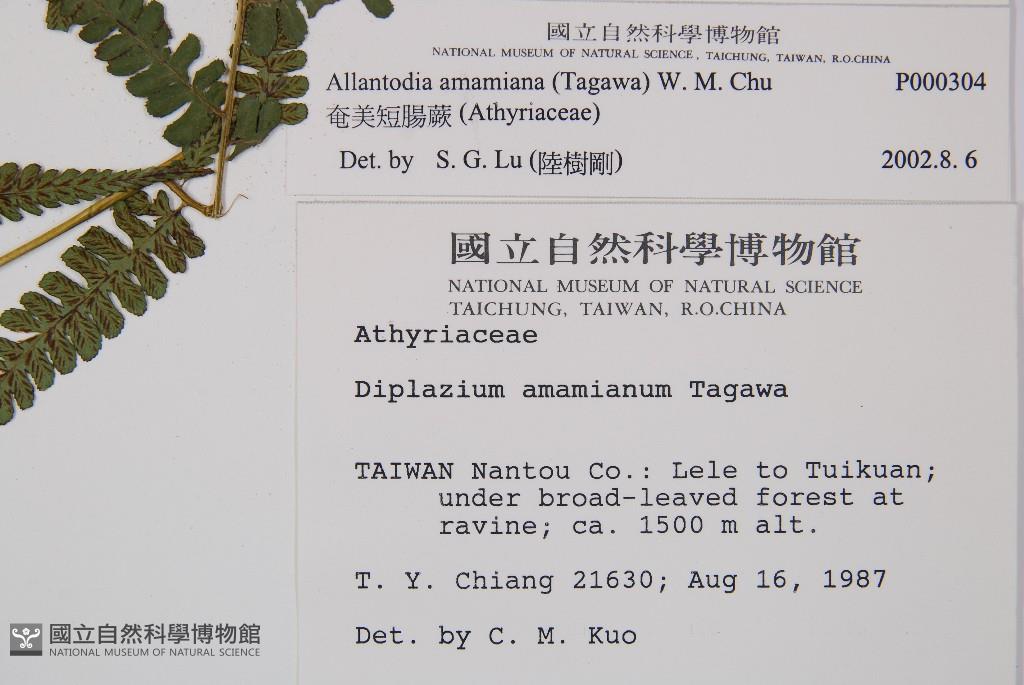 國立自然科學博物館
NATIONAL MUSEUM OF NATURAL SCIENCE, TAICHUNG, TAIWAN, R.O.CHINA
Allantodia amamiana (Tagawa) W. M. Chu P000304
奄美短腸蕨 (Athyriaceae)
Det. by S. G. Lu (陸樹剛) 2002.8. 6
國立自然科學博物館
NATIONAL MUSEUM OF NATURAL SCIENCE
TAICHUNG, TAIWAN, R.O.CHINA
Athyriaceae
Diplazium amamianum Tagawa
TAIWAN Nantou Co.: Lele to Tuikuan;
under broad-leaved forest at
ravine; ca. 1500 m alt.
T. Y. Chiang 21630; Aug 16, 1987
Det. by C. M. Kuo
國立自然科學博物館
NATIONAL MUSEUM OF NATURAL SCIENCE